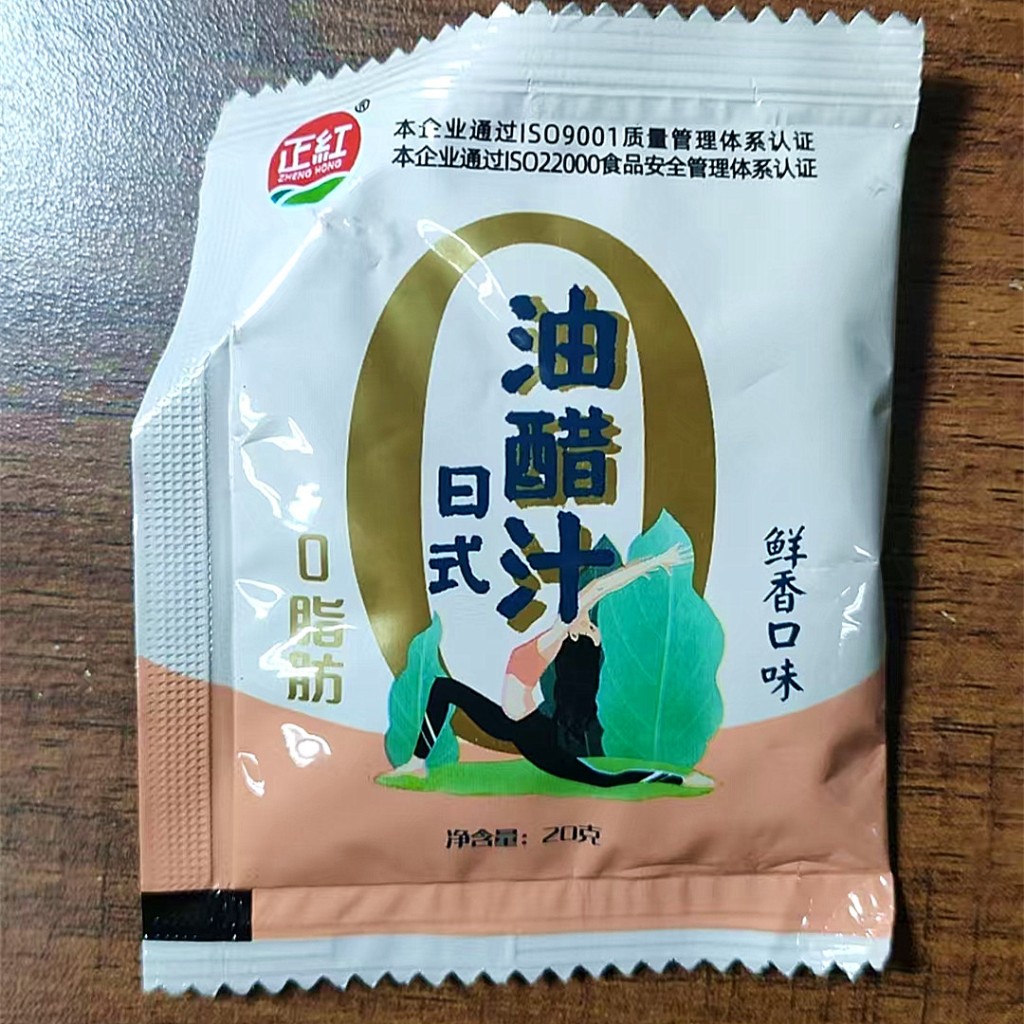 正紅®
ZHENG HONG
本企业通过ISO9001质量管理体系认证
本企业通过ISO22000食品安全管理体系认证
0
油醋汁
日式
0脂肪
鲜香口味
净含量：20克